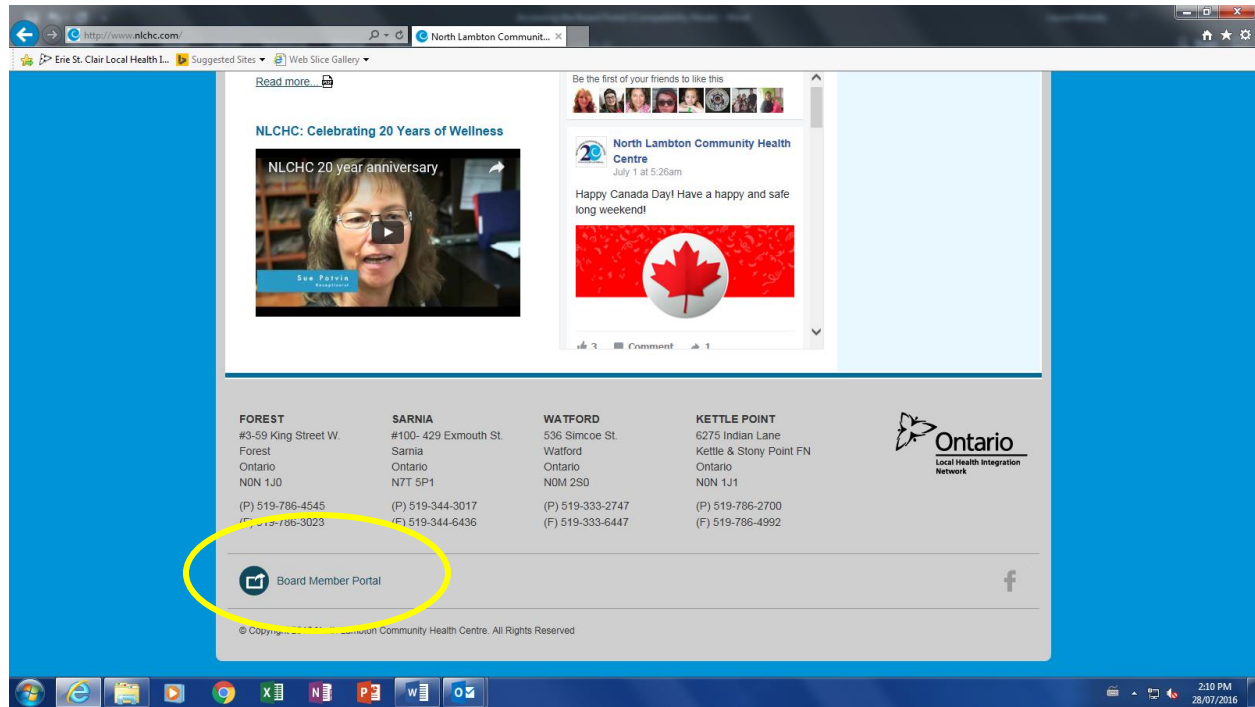 http://www.nlchc.com/
North Lambton Communit...
Erie St. Clair Local Health I...
Suggested Sites
Web Slice Gallery
Read more...
NLCHC: Celebrating 20 Years of Wellness
NLCHC 20 year anniversary
Sue Potvin
Receptionist
Be the first of your friends to like this
20
North Lambton Community Health
Centre
July 1 at 5:26am
Happy Canada Day! Have a happy and safe
long weekend!
3 Comment 1
FOREST
#3-59 King Street W.
Forest
Ontario
N0N 1J0
(P) 519-786-4545
(F) 519-786-3023
SARNIA
#100- 429 Exmouth St.
Sarnia
Ontario
N7T 5P1
(P) 519-344-3017
(F) 519-344-6436
WATFORD
536 Simcoe St.
Watford
Ontario
N0M 2S0
(P) 519-333-2747
(F) 519-333-6447
KETTLE POINT
6275 Indian Lane
Kettle & Stony Point FN
Ontario
N0N 1J1
(P) 519-786-2700
(F) 519-786-4992
Ontario
Local Health Integration
Network
Board Member Portal
© Copyright North Lambton Community Health Centre. All Rights Reserved
2:10 PM
28/07/2016